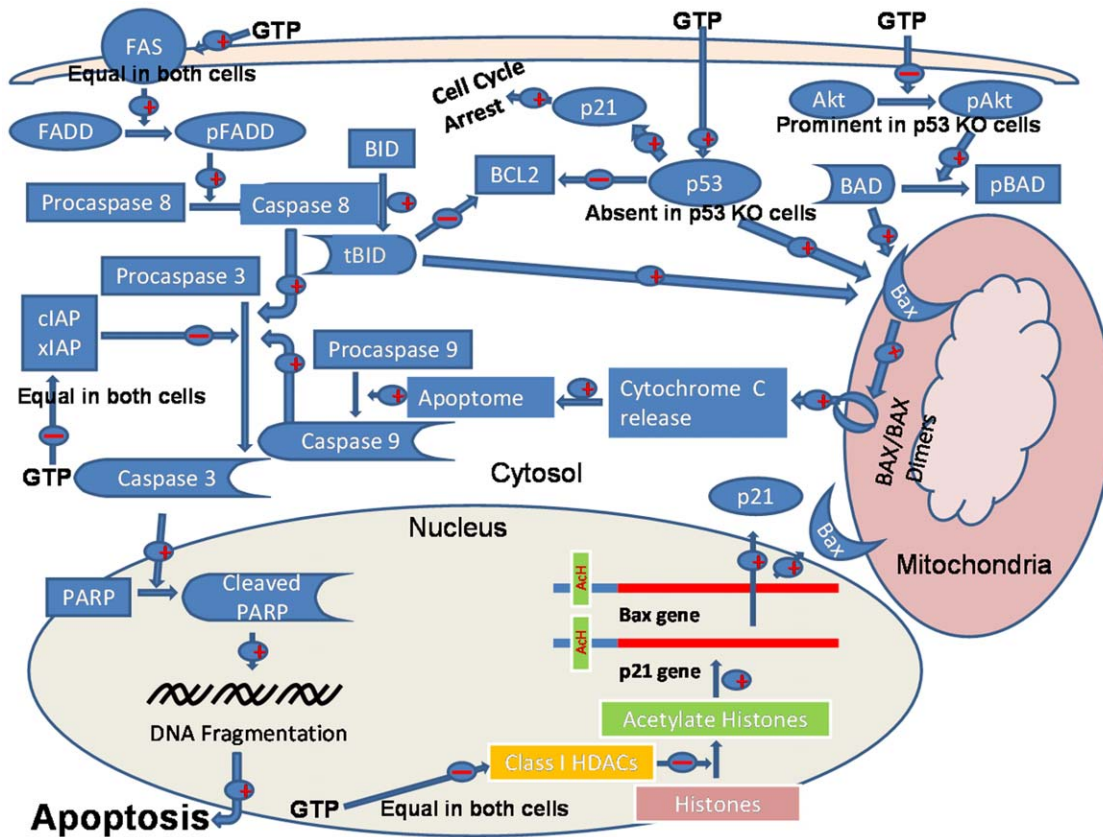 GTP
GTP
GTP
FAS
+
Equal in both cells
+
FADD
pFADD
+
Procaspase 8
Caspase 8
BID
+
tBID
−
BCL2
−
Cell Cycle
Arrest
+
p21
+
+
p53
Absent in p53 KO cells
−
Akt
pAkt
Prominent in p53 KO cells
+
BAD
pBAD
+
+
+
Bax
+
BAX/BAX
Dimers
Mitochondria
Procaspase 3
+
cIAP
xIAP
−
Equal in both cells
−
GTP
+
Procaspase 9
+
Apoptome
+
Cytochrome C
release
+
Caspase 9
Caspase 3
Cytosol
Nucleus
+
PARP
Cleaved
PARP
+
DNA Fragmentation
+
Apoptosis
p21
Bax
+
+
AcH
Bax gene
AcH
p21 gene
+
Acetylate Histones
Class I HDACs
−
Histones
GTP
−
Equal in both cells